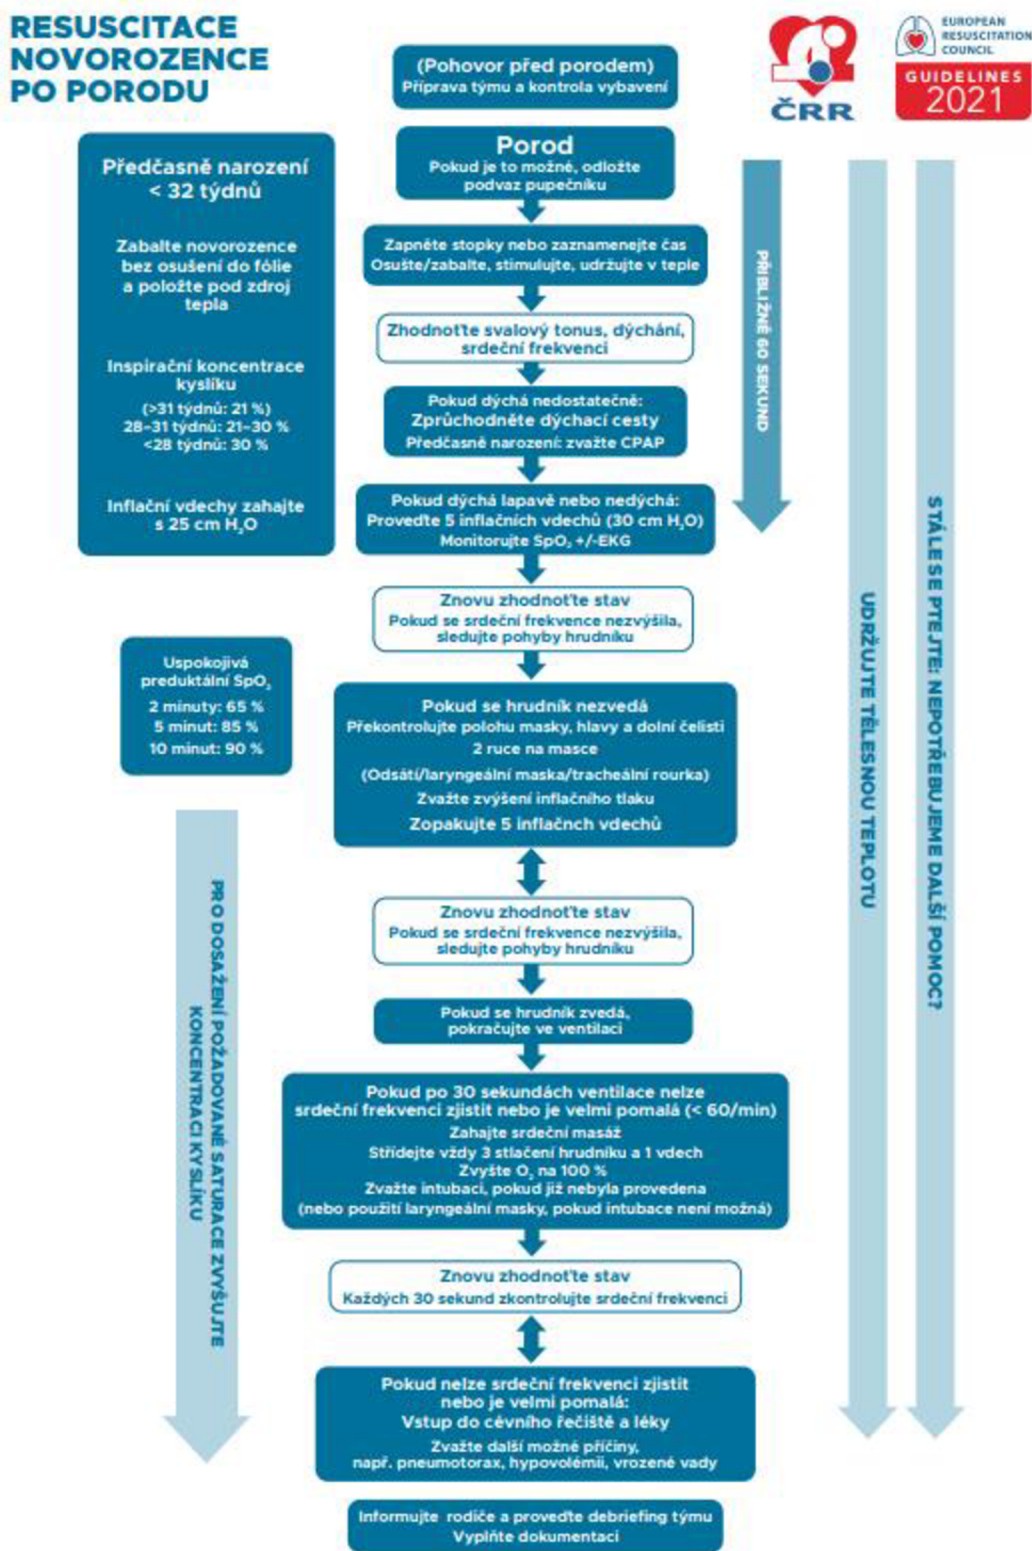 RESUSCITACE
NOVOROZENCE
PO PORODU
(Pohovor před porodem)
Příprava týmu a kontrola vybavení
ČRR
EUROPEAN
RESUSCITATION
COUNCIL
GUIDELINES
2021
Předčasně narození
< 32 týdnů
Zabalte novorozence
bez osušení do fólie
a položte pod zdroj
tepla
Inspirační koncentrace
kyslíku
(>31 týdnů: 21 %)
28–31 týdnů: 21–30 %
<28 týdnů: 30 %
Inflační vdechy zahajte
s 25 cm H₂O
Porod
Pokud je to možné, odložte
podvaz pupečníku
Zapněte stopky nebo zaznamenejte čas
Osušte/zabalte, stimulujte, udržujte v teple
Zhodnoťte svalový tonus, dýchání,
srdeční frekvenci
Pokud dýchá nedostatečně:
Zprůchodněte dýchací cesty
Předčasné narození: zvažte CPAP
Pokud dýchá lapavě nebo nedýchá:
Proveďte 5 inflačních vdechů (30 cm H₂O)
Monitorujte SpO₂ +/-EKG
Znovu zhodnoťte stav
Pokud se srdeční frekvence nezvýšila,
sledujte pohyby hrudníku
Uspokojivá
preduktální SpO₂
2 minuty: 65 %
5 minut: 85 %
10 minut: 90 %
Pokud se hrudník nezvedá
Překontrolujte polohu masky, hlavy a dolní čelisti
2 ruce na masce
(Odsátí/laryngeální maska/tracheální rourka)
Zvažte zvýšení inflačního tlaku
Zopakujte 5 inflačnch vdechů
Znovu zhodnoťte stav
Pokud se srdeční frekvence nezvýšila,
sledujte pohyby hrudníku
Pokud se hrudník zvedá,
pokračujte ve ventilaci
Pokud po 30 sekundách ventilace nelze
srdeční frekvenci zjistit nebo je velmi pomalá (< 60/min)
Zahajte srdeční masáž
Střídejte vždy 3 stlačení hrudníku a 1 vdech
Zvyšte O₂ na 100 %
Zvažte intubaci, pokud již nebyla provedena
(nebo použití laryngeální masky, pokud intubace není možná)
Znovu zhodnoťte stav
Každých 30 sekund zkontrolujte srdeční frekvenci
Pokud nelze srdeční frekvenci zjistit
nebo je velmi pomalá:
Vstup do cévního řečiště a léky
Zvažte další možné příčiny,
např. pneumotorax, hypovolémii, vrozené vady
Informujte rodiče a proveďte debriefing týmu
Vyplňte dokumentaci
PRO DOSAŽENÍ POŽADOVANÉ SATURACE ZVYŠUJTE
KONCENTRACI KYSLÍKU
PŘIBLIŽNĚ 60 SEKUND
UDRŽUJTE TĚLESNOU TEPLOTU
STÁLE SE PTEJTE: NEPOTŘEBUJEME DALŠÍ POMOC?